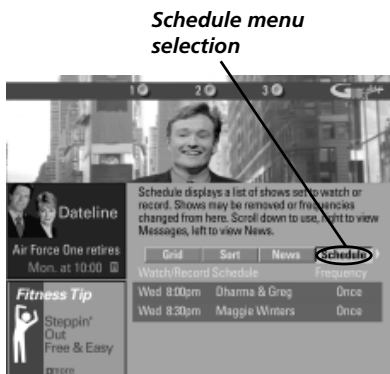 Schedule menu
selection
1 2 3 G
Schedule displays a list of shows set to watch or
record. Shows may be removed or frequencies
changed from here. Scroll down to use, right to view
Messages, left to view News.
Dateline
Air Force One retires
Mon. at 10:00
Grid Sort News Schedule
Watch/Record Schedule Frequency
Wed 8:00pm Dharma & Greg Once
Wed 8:30pm Maggie Winters Once
Fitness Tip
Steppin'
Out
Free & Easy
more